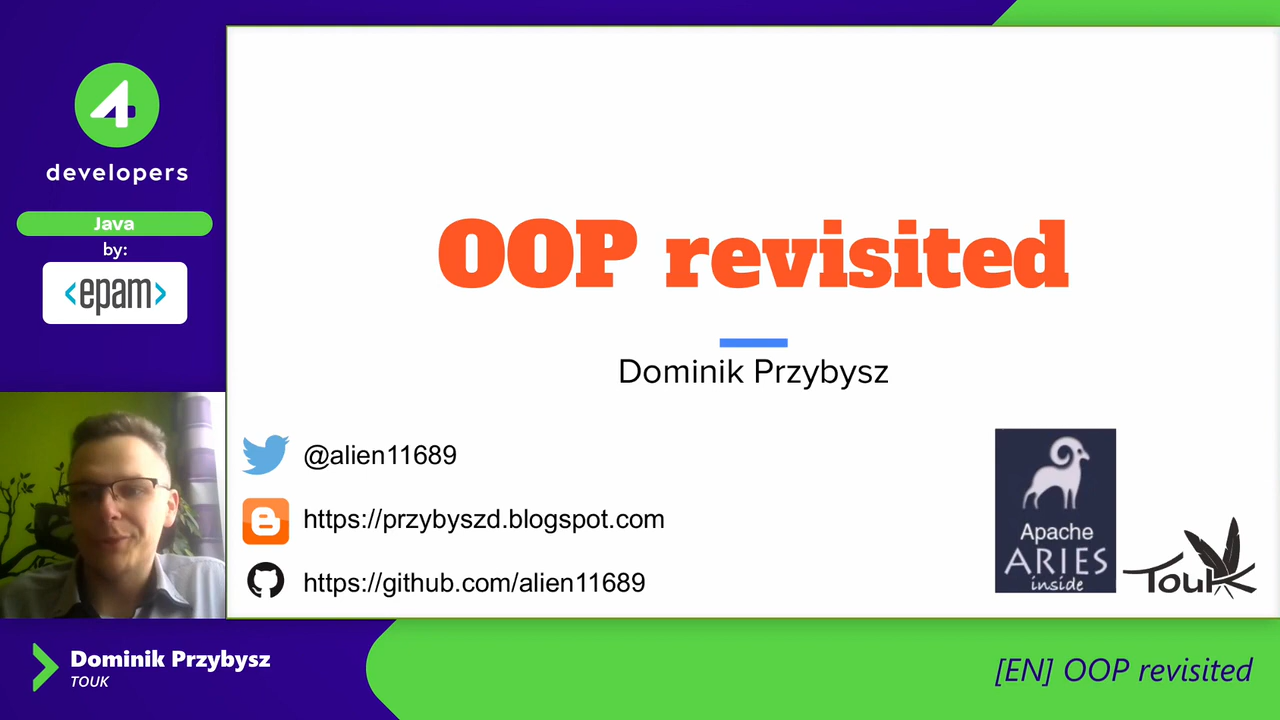 4
developers
Java
by:
<epam>
OOP revisited
Dominik Przybysz
@alien11689
https://przybyszd.blogspot.com
https://github.com/alien11689
Apache
ARIES
inside
TouK
Dominik Przybysz
TOUK
[EN] OOP revisited